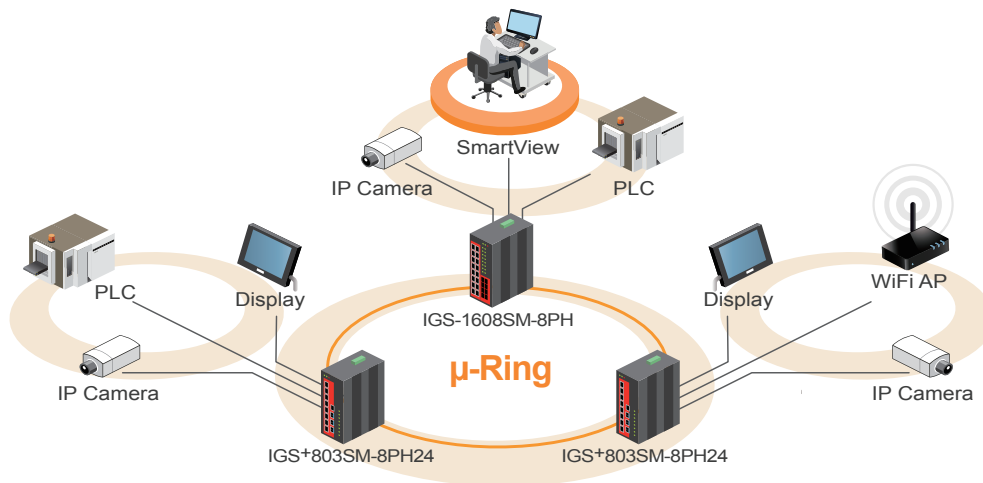 SmartView
IP Camera
PLC
PLC
Display
IGS-1608SM-8PH
Display
WiFi AP
µ-Ring
IP Camera
IP Camera
IGS+803SM-8PH24
IGS+803SM-8PH24